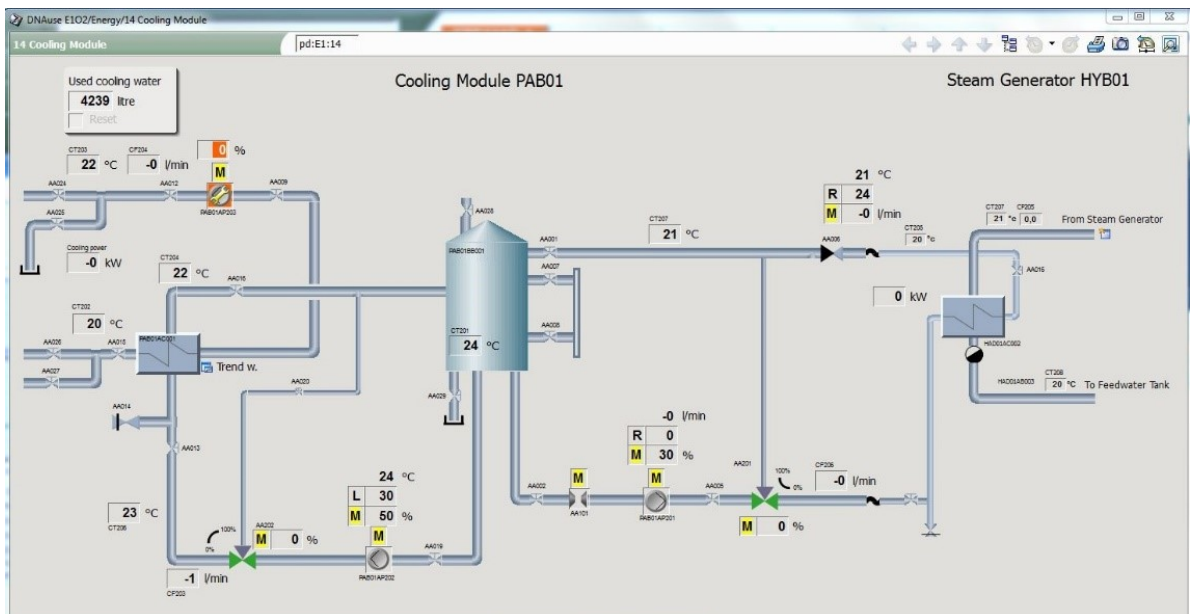 DNAuse E1O2/Energy/14 Cooling Module
14 Cooling Module
pd:E1:14
Used cooling water
4239 litre
Reset
Cooling Module PAB01
Steam Generator HYB01
CT203
22 °C
CF204
-0 l/min
0 %
M
AA024
AA012
PAB01AP203
AA009
AA025
Cooling power
-0 kW
CT204
22 °C
AA016
CT202
20 °C
AA026
AA018
PAB01AC001
AA027
Trend w.
AA020
AA014
AA013
23 °C
CT206
AA202
100%
0%
M 0 %
-1 l/min
CF203
24 °C
L 30
M 50 %
M
PAB01AP202
AA019
AA028
PAB01BB001
AA001
AA007
AA008
CT201
24 °C
AA029
CT207
21 °C
21 °C
R 24
M -0 l/min
AA006
CT205
20 °C
CT207 CF205
21 °C 0,0
From Steam Generator
AA015
0 kW
HAD01AC002
HAD01AB003
CT208
20 °C
To Feedwater Tank
-0 l/min
R 0
M 30 %
M
M
AA002
AA101
PAB01AP201
AA005
AA201
100%
0%
M 0 %
CF206
-0 l/min